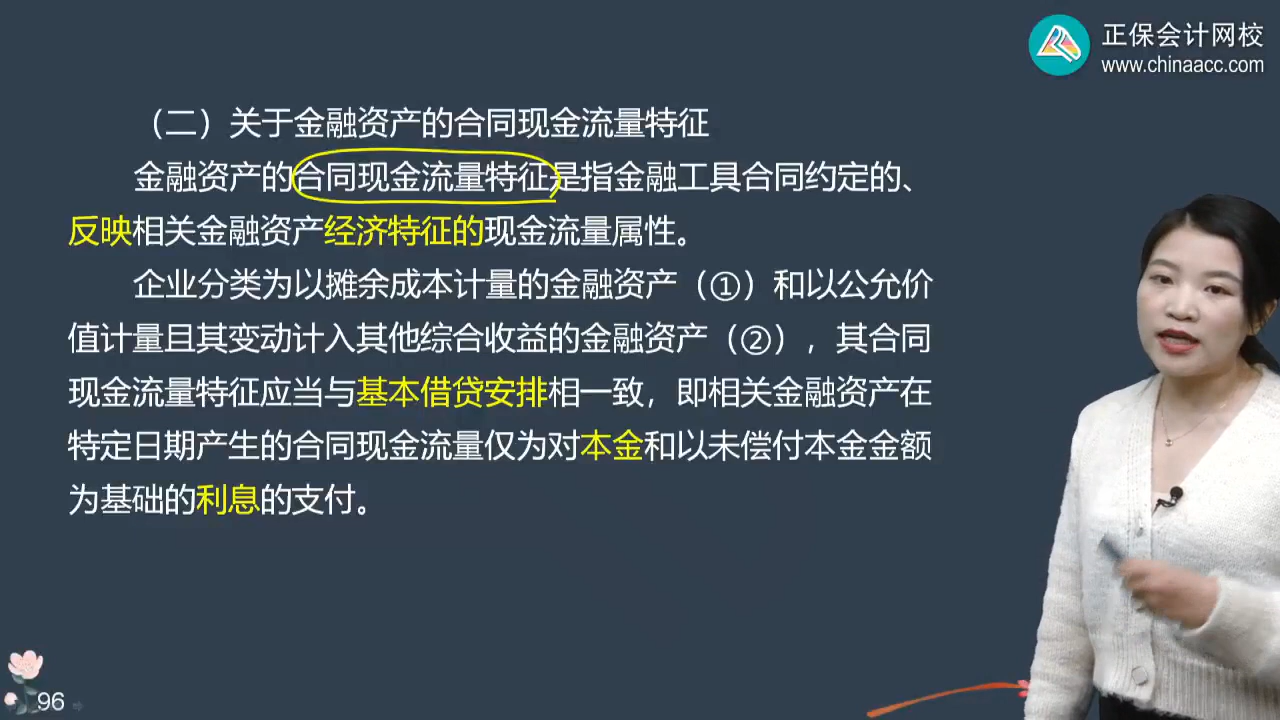 正保会计网校
www.chinaacc.com
（二）关于金融资产的合同现金流量特征
金融资产的合同现金流量特征是指金融工具合同约定的、
反映相关金融资产经济特征的现金流量属性。
企业分类为以摊余成本计量的金融资产（①）和以公允价
值计量且其变动计入其他综合收益的金融资产（②），其合同
现金流量特征应当与基本借贷安排相一致，即相关金融资产在
特定日期产生的合同现金流量仅为对本金和以未偿付本金金额
为基础的利息的支付。
96